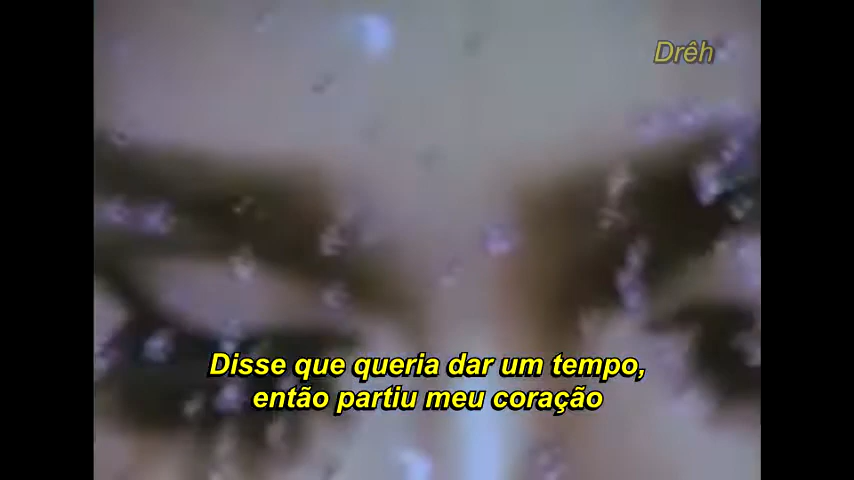 Drêh
Disse que queria dar um tempo,
então partiu meu coração